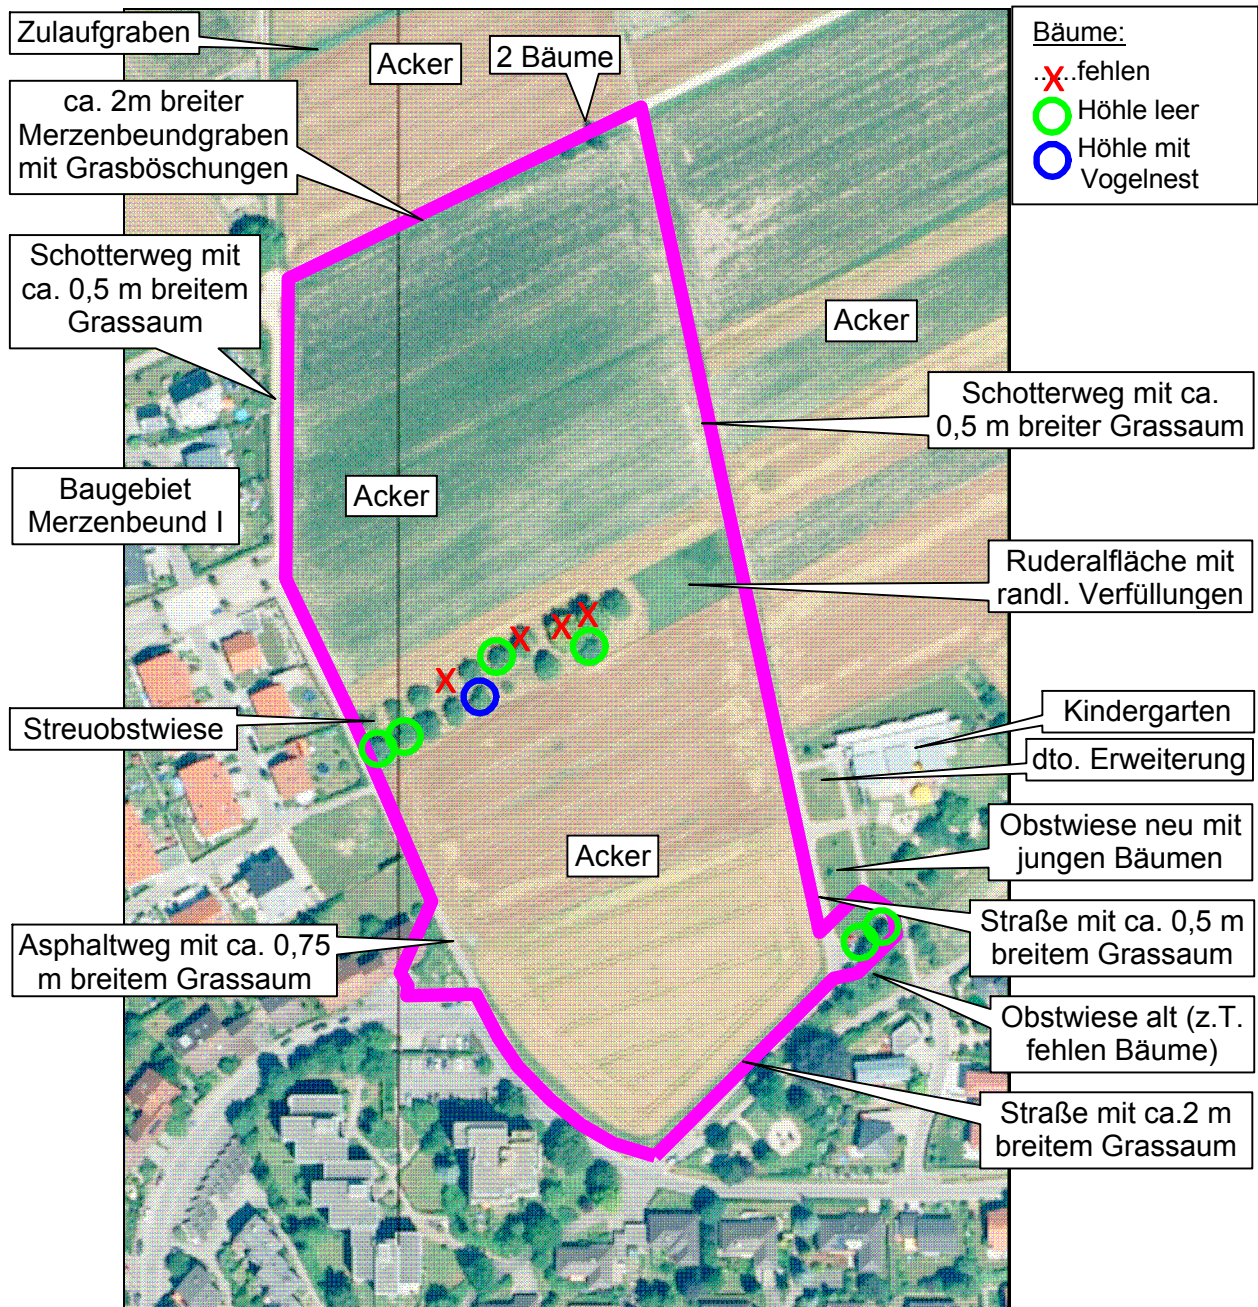 Zulaufgraben
Acker
2 Bäume
ca. 2m breiter
Merzenbeundgraben
mit Grasböschungen
Schotterweg mit
ca. 0,5 m breitem
Grassaum
Baugebiet
Merzenbeund I
Acker
Streuobstwiese
Asphaltweg mit ca. 0,75
m breitem Grassaum
Acker
Bäume:
......fehlen
X
Höhle leer
Höhle mit
Vogelnest
Acker
Schotterweg mit ca.
0,5 m breiter Grassaum
Ruderalfläche mit
randl. Verfüllungen
X
X
X
X
Kindergarten
dto. Erweiterung
Obstwiese neu mit
jungen Bäumen
Straße mit ca. 0,5 m
breitem Grassaum
Obstwiese alt (z.T.
fehlen Bäume)
Straße mit ca.2 m
breitem Grassaum